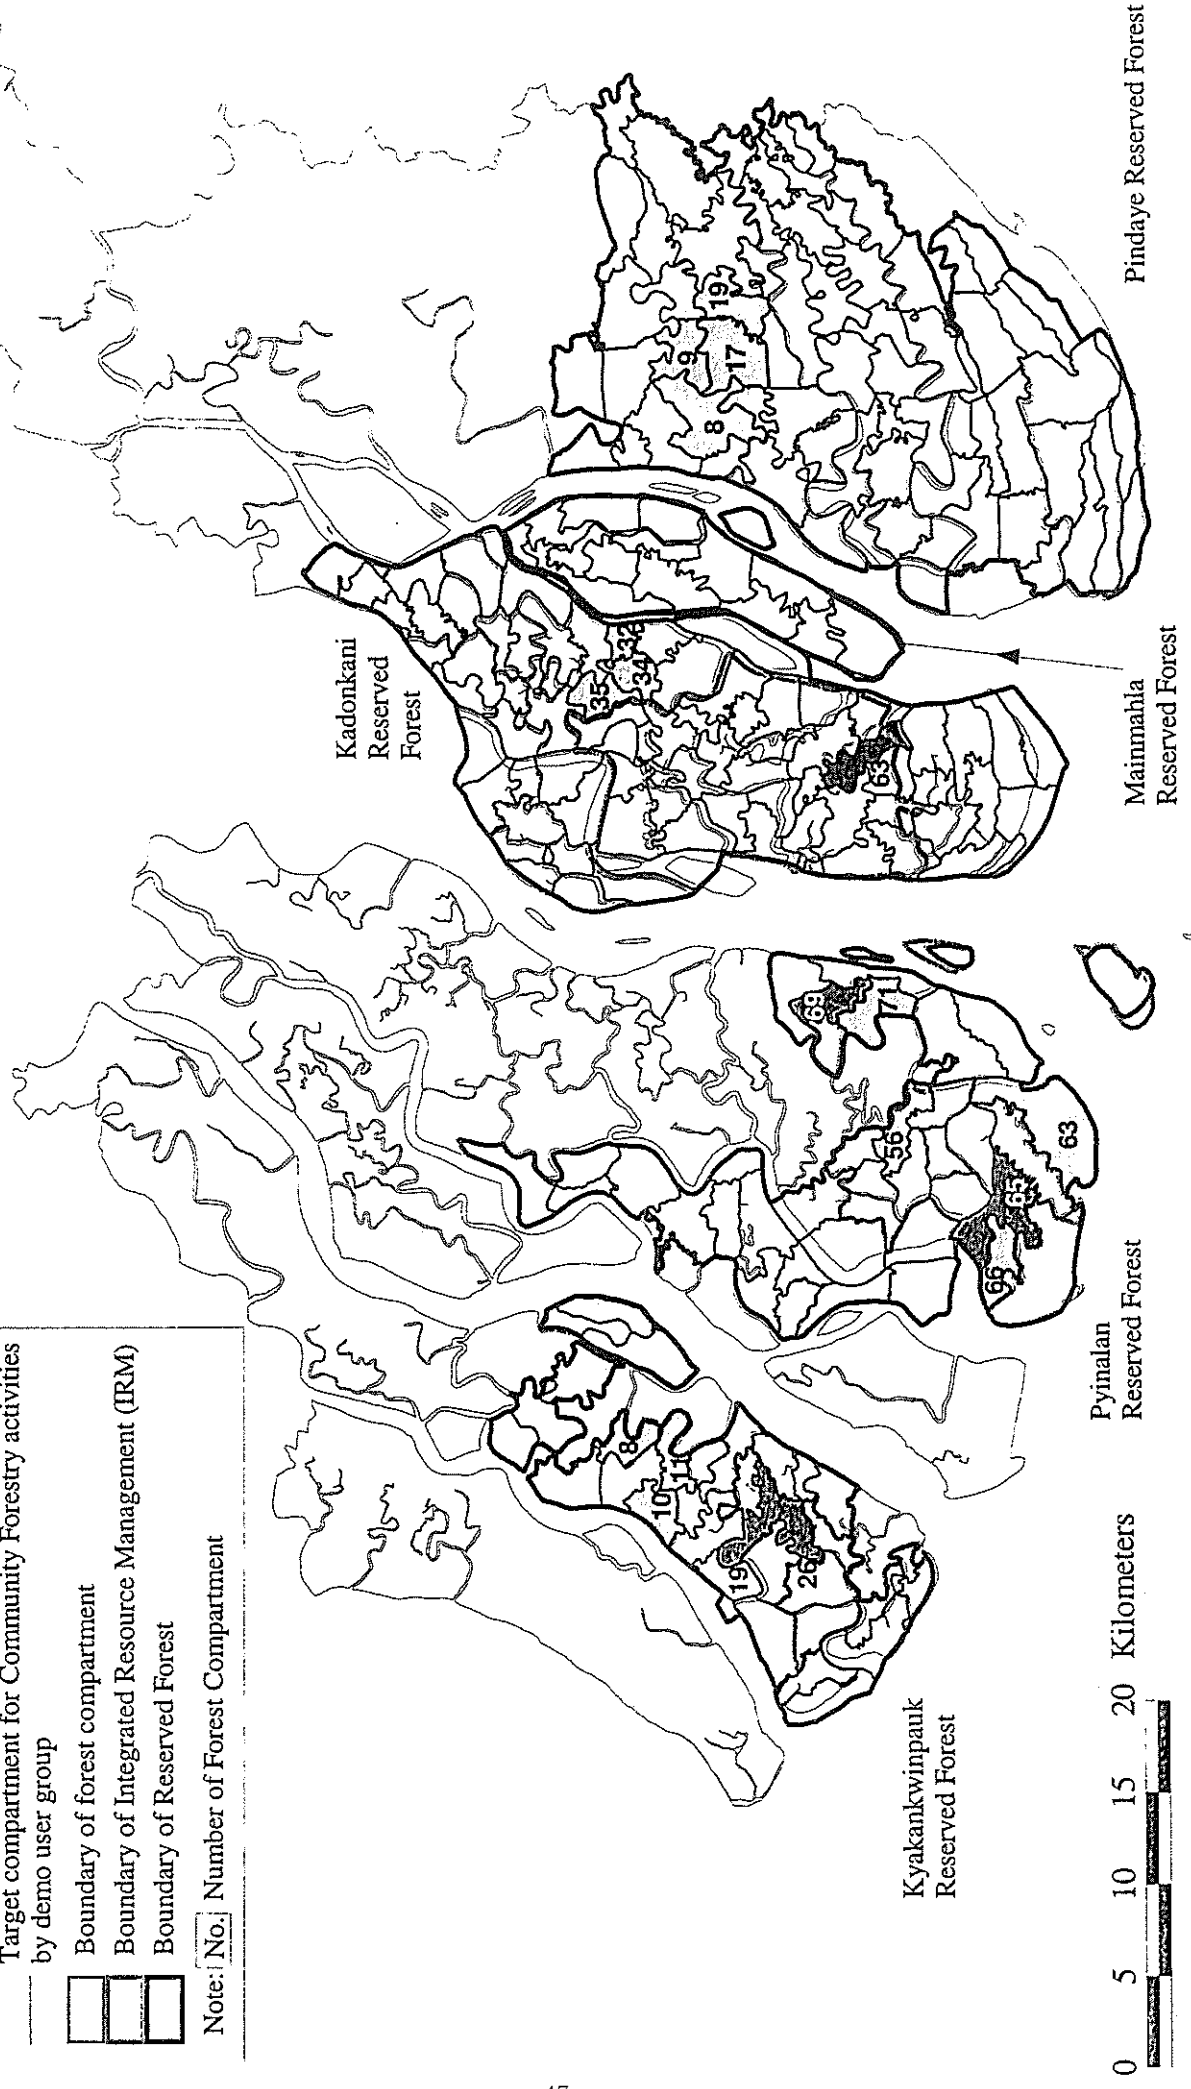 Target compartment for Community Forestry activities
by demo user group
Boundary of forest compartment
Boundary of Integrated Resource Management (IRM)
Boundary of Reserved Forest
Note: No. Number of Forest Compartment
Kadonkani
Reserved
Forest
35
34
32
63
8
9
17
19
Pindaye Reserved Forest
Mainmahla
Reserved Forest
69
71
56
63
65
66
Pyinalan
Reserved Forest
8
10
11
19
26
Kyakankwinpauk
Reserved Forest
0 5 10 15 20 Kilometers